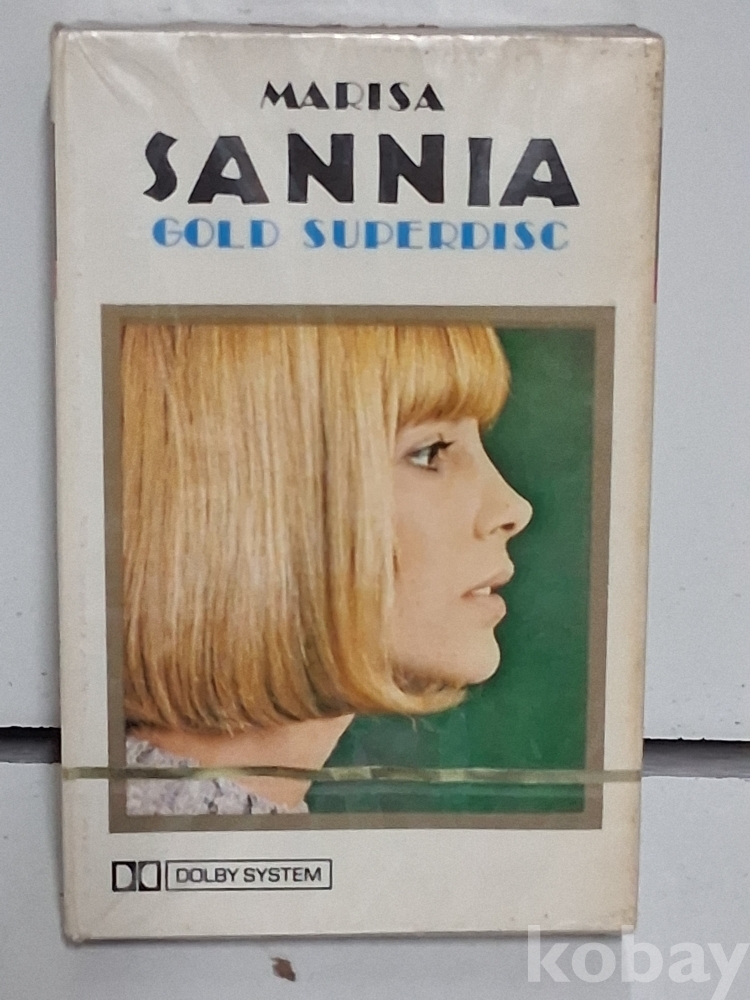 MARISA
SANNIA
GOLD SUPERDISC
DOLBY SYSTEM
kobay